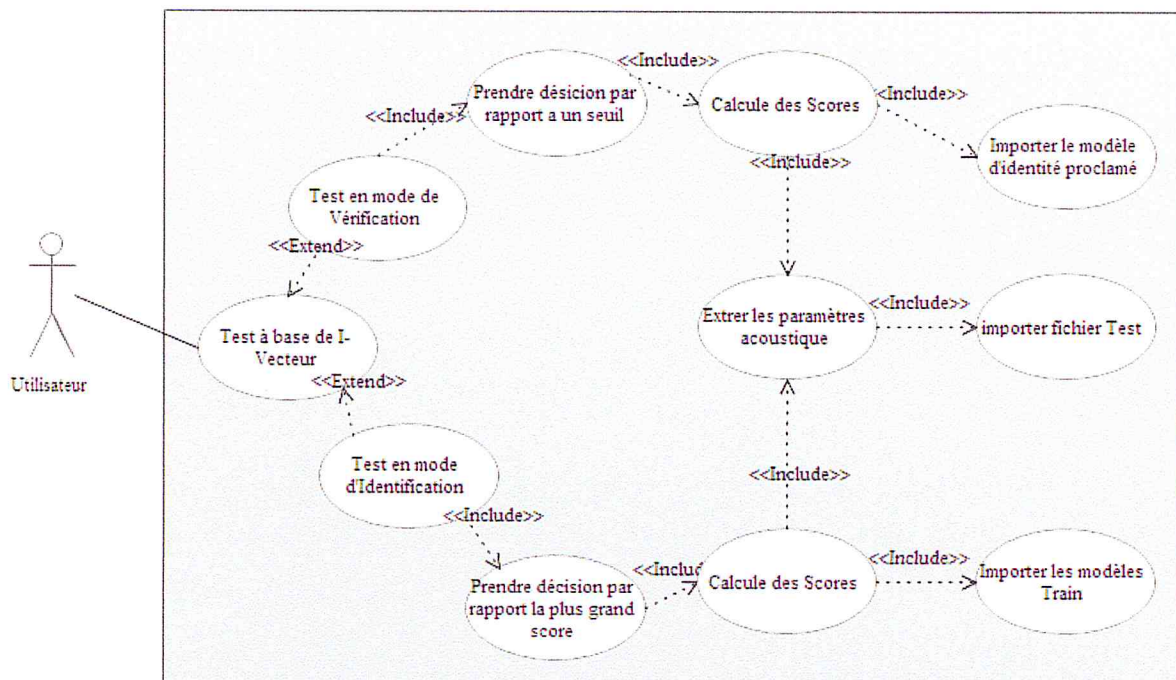 <<Include>>
<<Include>>
Prendre désicion par
rapport a un seuil
Calcule des Scores
<<Include>>
<<Include>>
Importer le modèle
d'identité proclamé
Test en mode de
Vérification
<<Include>>
<<Extend>>
Utilisateur
Test à base de I-
Vecteur
<<Extend>>
Extrer les paramètres
acoustique
<<Include>>
importer fichier Test
Test en mode
d'Identification
<<Include>>
<<Include>>
Prendre décision par
rapport la plus grand
score
<<Includ
Calcule des Scores
<<Include>>
Importer les modèles
Train